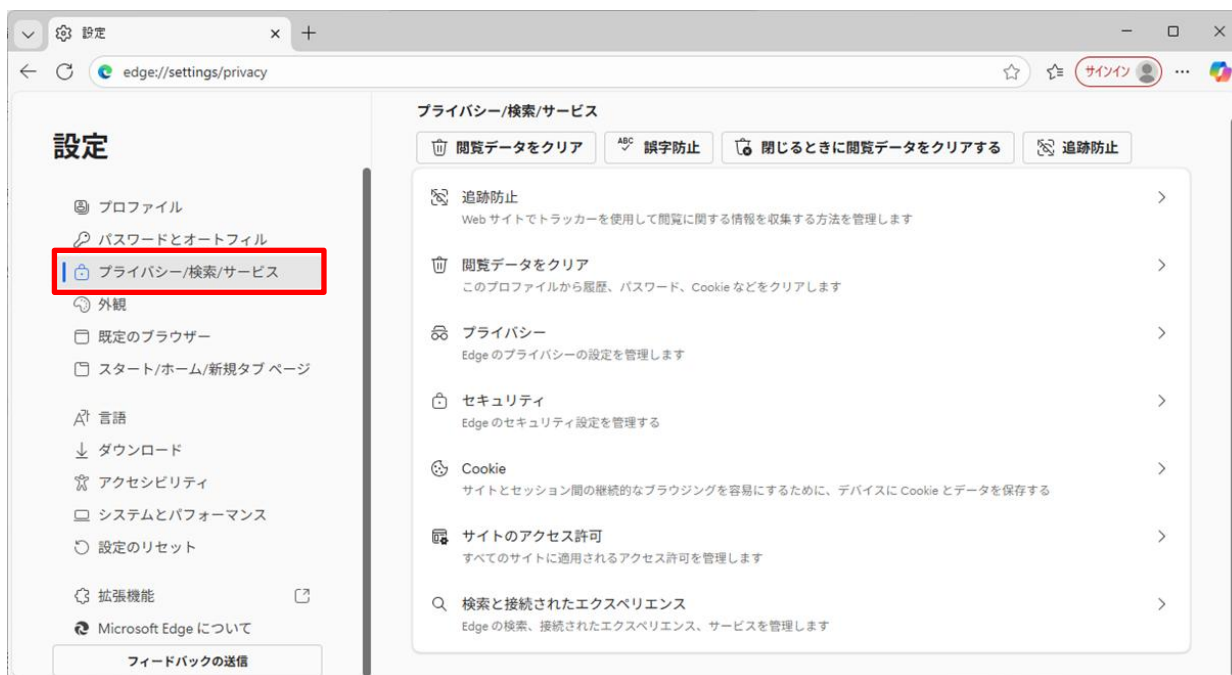 設定
edge://settings/privacy
サインイン
設定
プロファイル
パスワードとオートフィル
プライバシー/検索/サービス
外観
既定のブラウザー
スタート/ホーム/新規タブ ページ
言語
ダウンロード
アクセシビリティ
システムとパフォーマンス
設定のリセット
拡張機能
Microsoft Edge について
フィードバックの送信
プライバシー/検索/サービス
閲覧データをクリア
ABC 誤字防止
閉じるときに閲覧データをクリアする
追跡防止
追跡防止
Web サイトでトラッカーを使用して閲覧に関する情報を収集する方法を管理します
閲覧データをクリア
このプロファイルから履歴、パスワード、Cookie などをクリアします
プライバシー
Edge のプライバシーの設定を管理します
セキュリティ
Edge のセキュリティ設定を管理する
Cookie
サイトとセッション間の継続的なブラウジングを容易にするために、デバイスに Cookie とデータを保存する
サイトのアクセス許可
すべてのサイトに適用されるアクセス許可を管理します
検索と接続されたエクスペリエンス
Edge の検索、接続されたエクスペリエンス、サービスを管理します